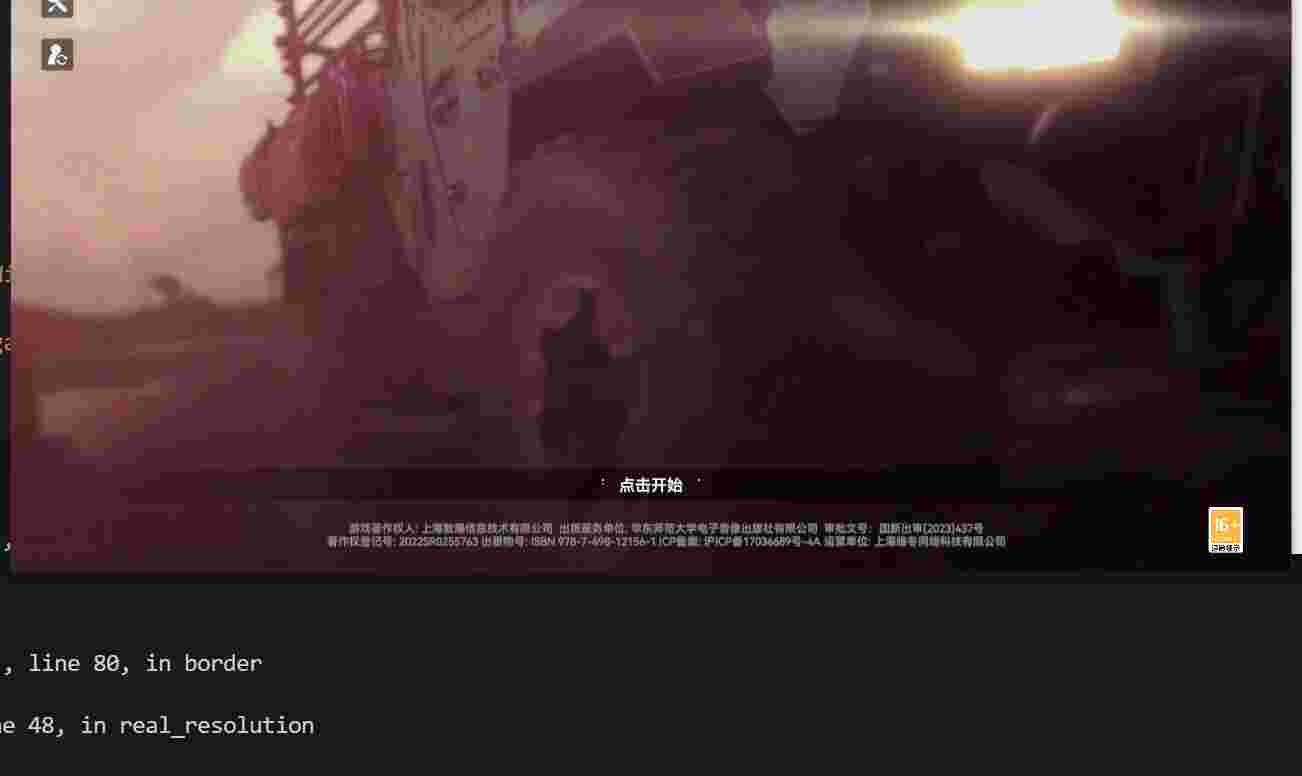 点击开始
游戏著作权人: 上海散爆信息技术有限公司 出版服务单位: 华东师范大学电子音像出版社有限公司 审批文号: 国新出审[2023]437号
著作权登记号: 2022SR0255763 出版物号: ISBN 978-7-498-12156-1 ICP备案: 沪ICP备17036689号-4A 运营单位: 上海暗冬网络科技有限公司
16+
适龄提示
, line 80, in border
ne 48, in real_resolution